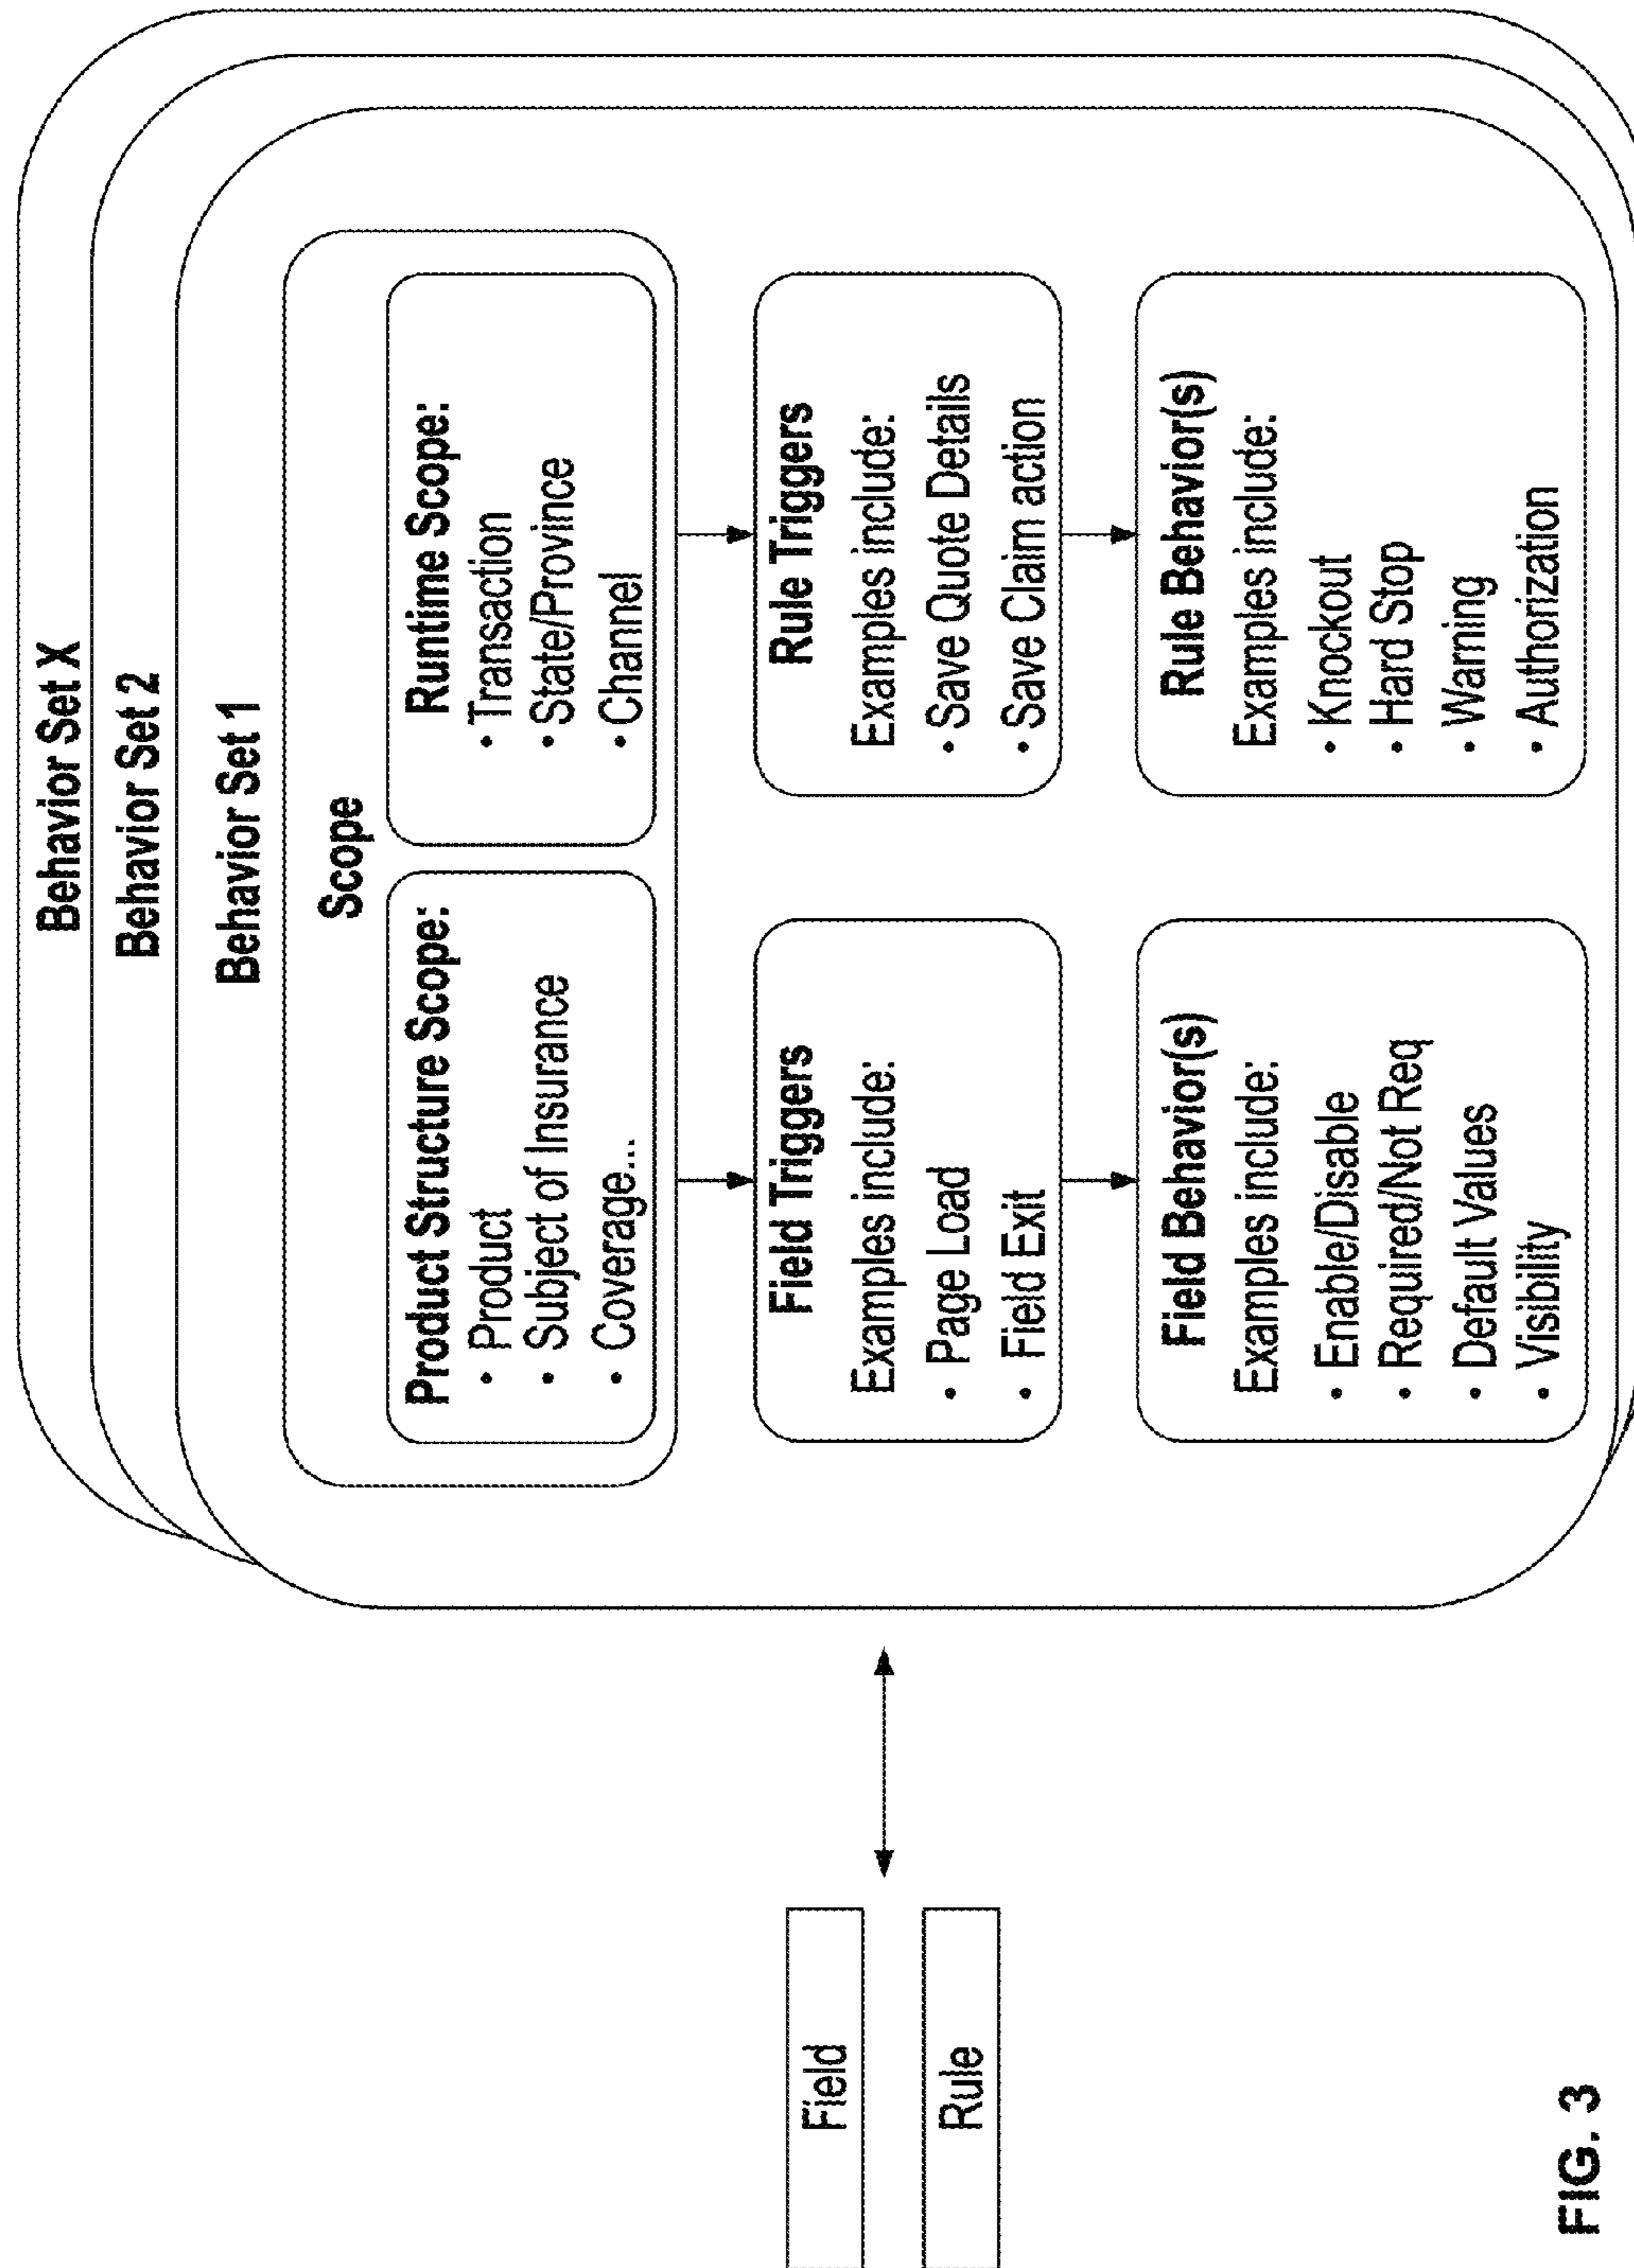 Behavior Set X
Behavior Set 2
Behavior Set 1
Scope
Product Structure Scope:
• Product
• Subject of Insurance
• Coverage...
Runtime Scope:
• Transaction
• State/Province
• Channel
Field Triggers
Examples include:
• Page Load
• Field Exit
Rule Triggers
Examples include:
• Save Quote Details
• Save Claim action
Field Behavior(s)
Examples include:
• Enable/Disable
• Required/Not Req
• Default Values
• Visibility
Rule Behavior(s)
Examples include:
• Knockout
• Hard Stop
• Warning
• Authorization
Field
Rule
FIG. 3